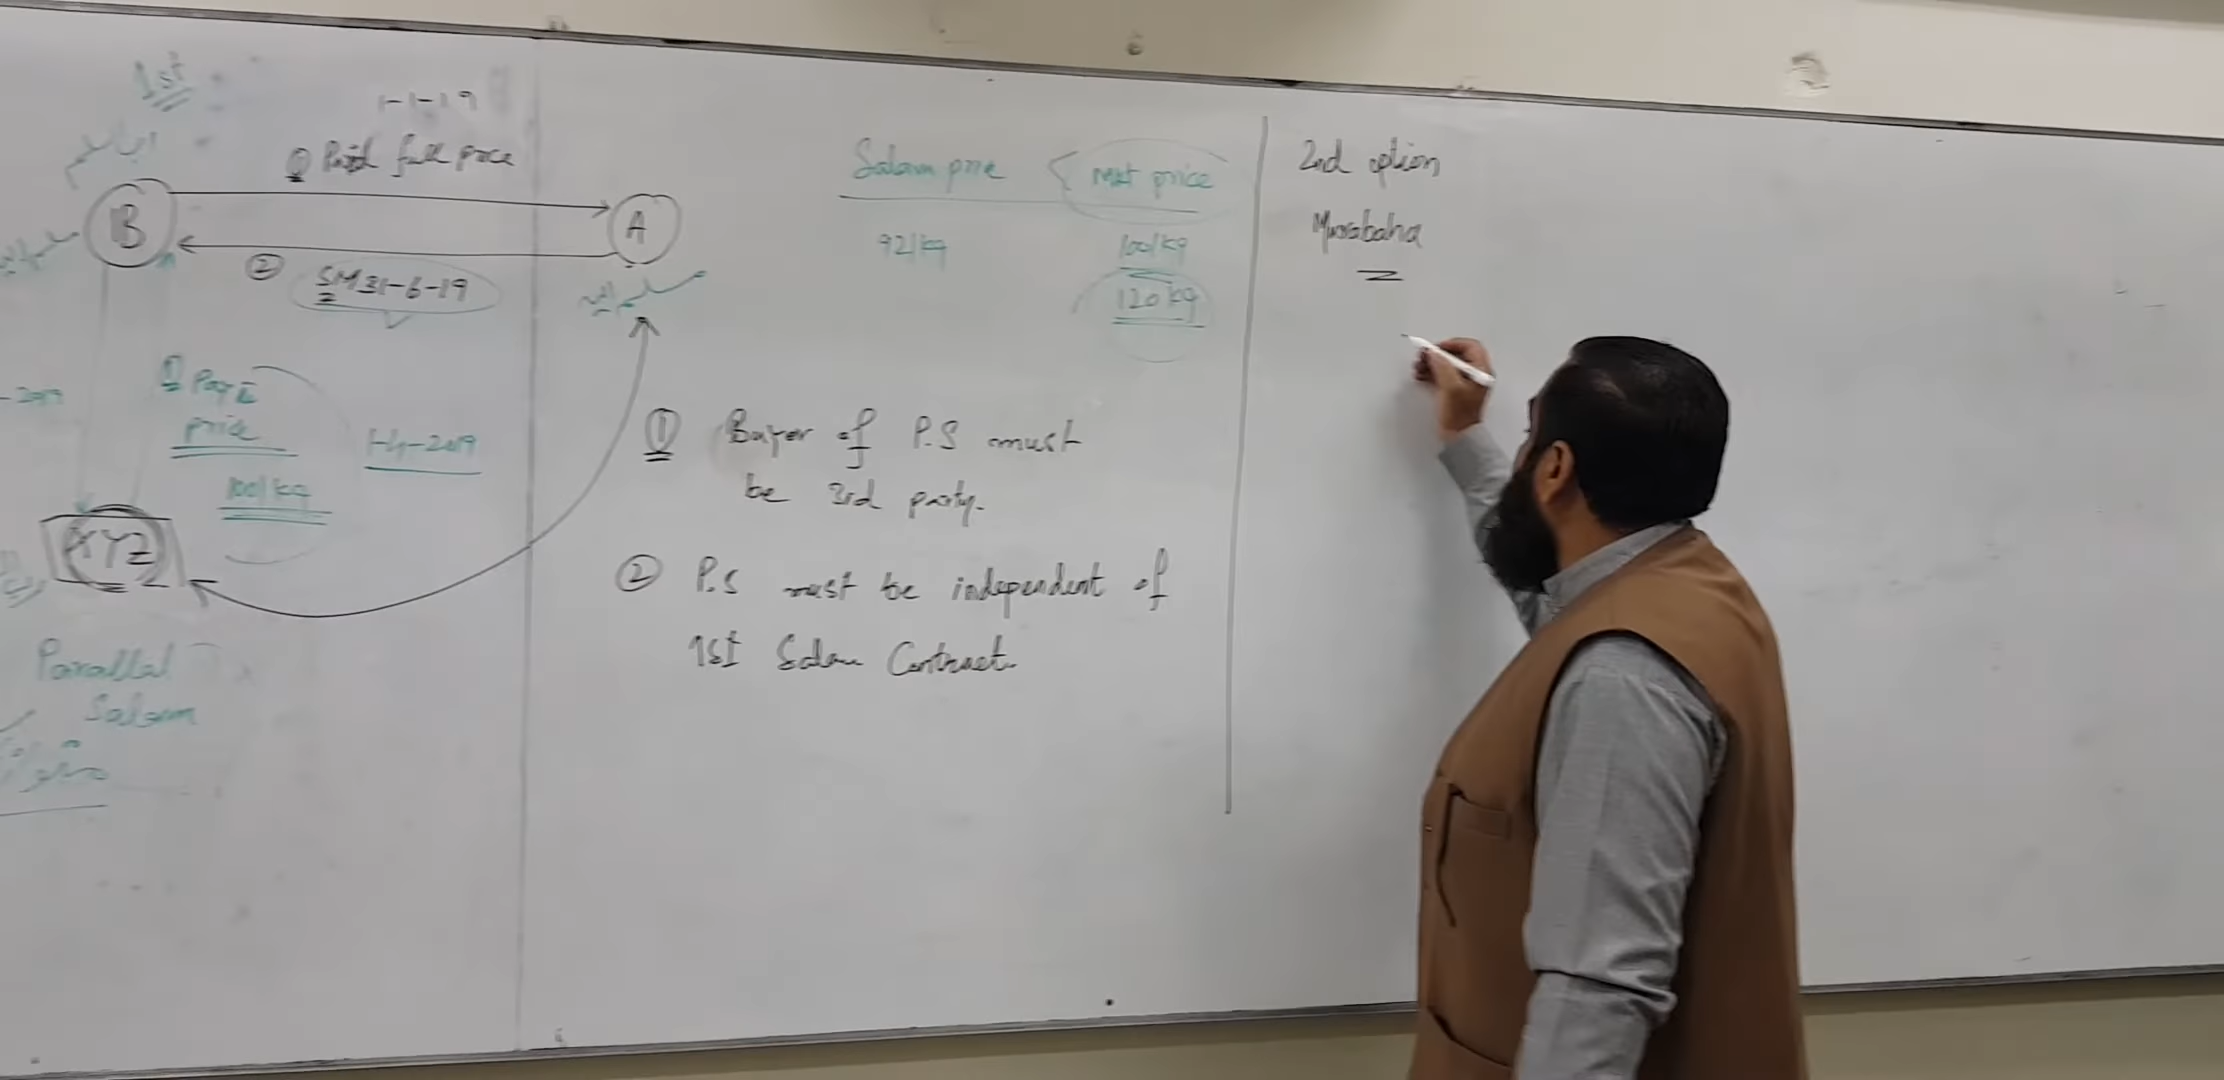 1st
1-1-19
① Paid full price
B
A
②
SM 31-6-19
① Pay
price
100/kg
1-4-2019
XYZ
Parallel
Salam
Salam price < mkt price
92/kg
100/kg
120 kg
① Buyer of P.S must
be 3rd party.
② P.S must be independent of
1st Salam Contract
2nd option
Murabaha